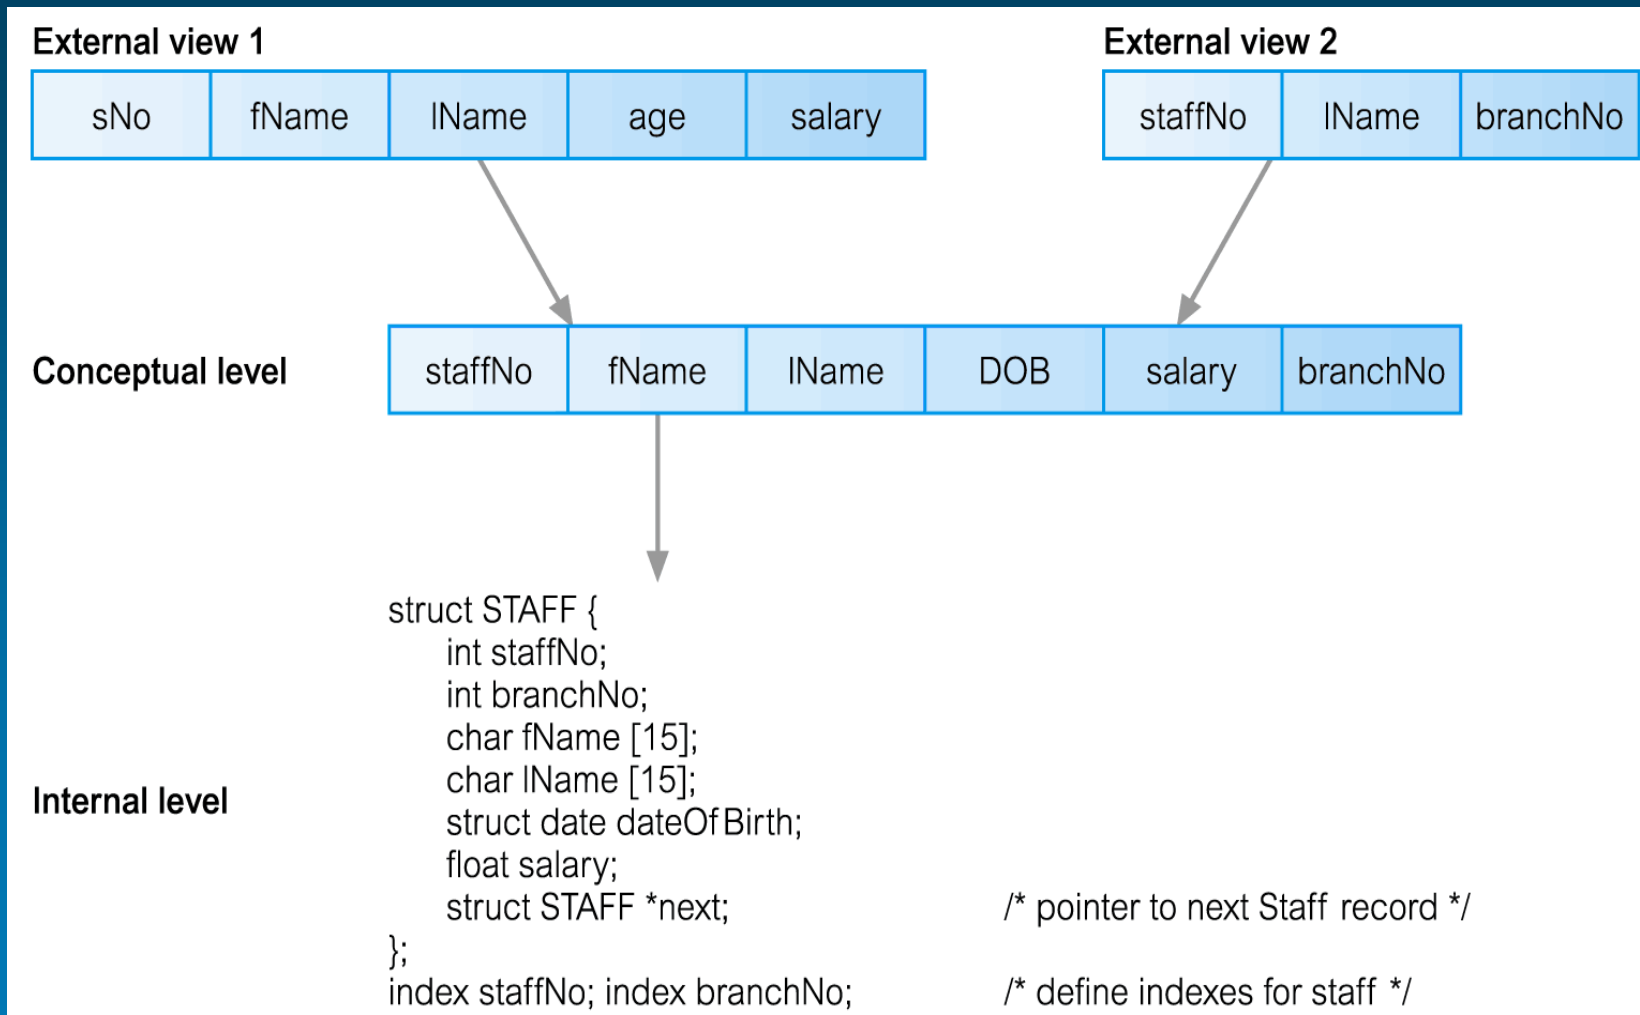 External view 1
External view 2
sNo fName lName age salary
staffNo lName branchNo
Conceptual level
staffNo fName lName DOB salary branchNo
Internal level
struct STAFF {
int staffNo;
int branchNo;
char fName [15];
char lName [15];
struct date dateOfBirth;
float salary;
struct STAFF *next; /* pointer to next Staff record */
};
index staffNo; index branchNo; /* define indexes for staff */